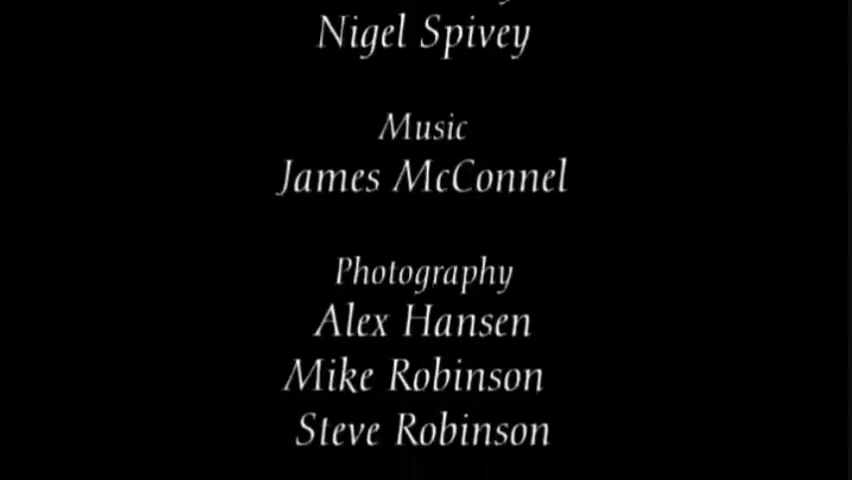 Nigel Spivey
Music
James McConnel
Photography
Alex Hansen
Mike Robinson
Steve Robinson